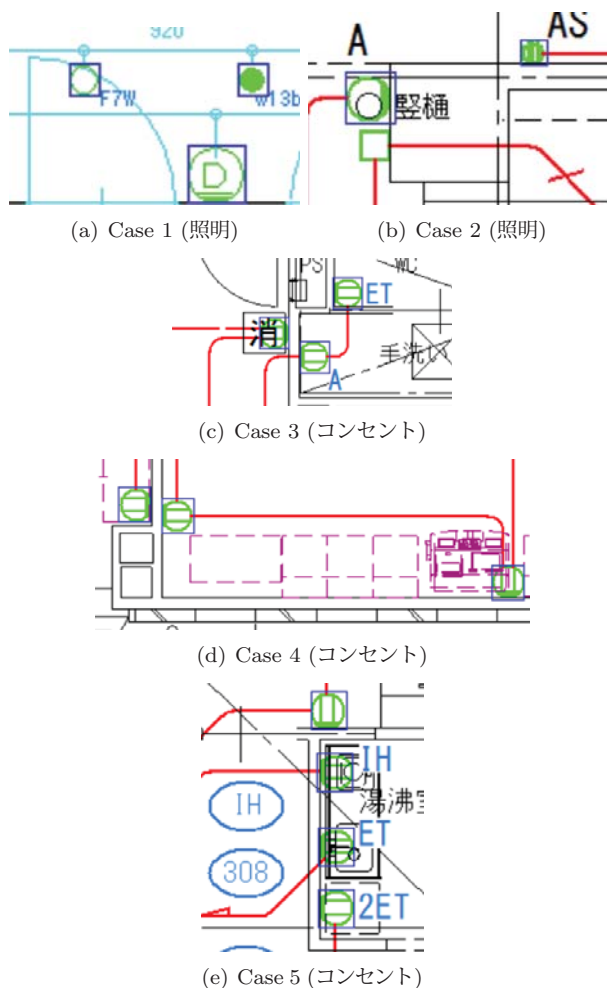 920
F7W
w13b
D
(a) Case 1 (照明)
A
AS
竪樋
(b) Case 2 (照明)
PS
WC
ET
消
手洗い
A
(c) Case 3 (コンセント)
(d) Case 4 (コンセント)
IH
湯沸室
IH
ET
308
2ET
(e) Case 5 (コンセント)